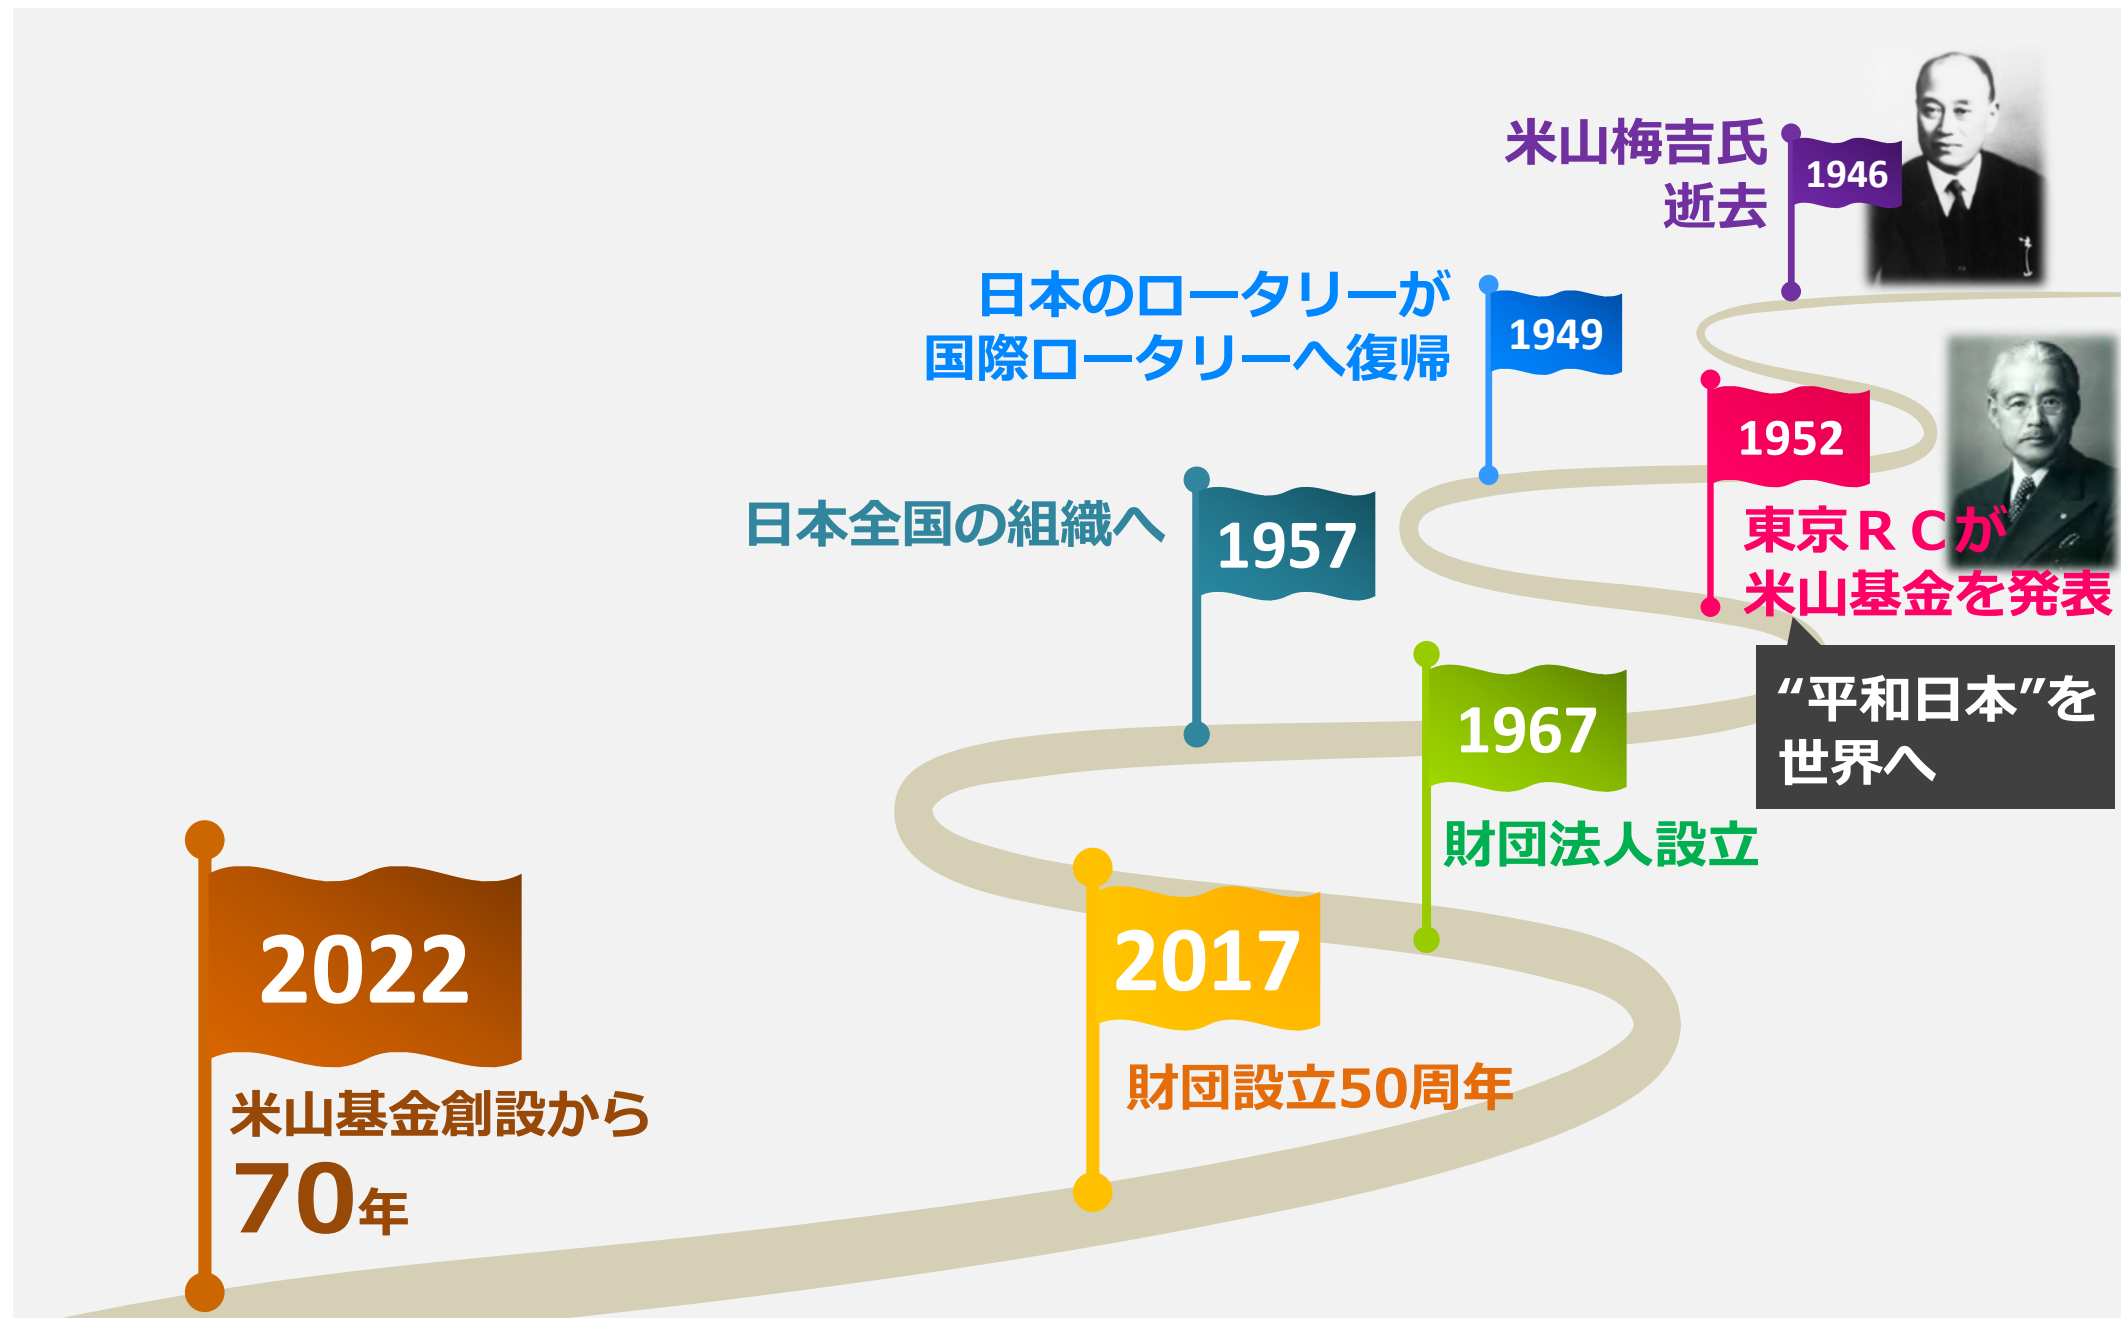 米山梅吉氏
逝去
1946
日本のロータリーが
国際ロータリーへ復帰
1949
1952
東京ＲＣが
米山基金を発表
“平和日本”を
世界へ
日本全国の組織へ
1957
1967
財団法人設立
2017
財団設立50周年
2022
米山基金創設から
70年